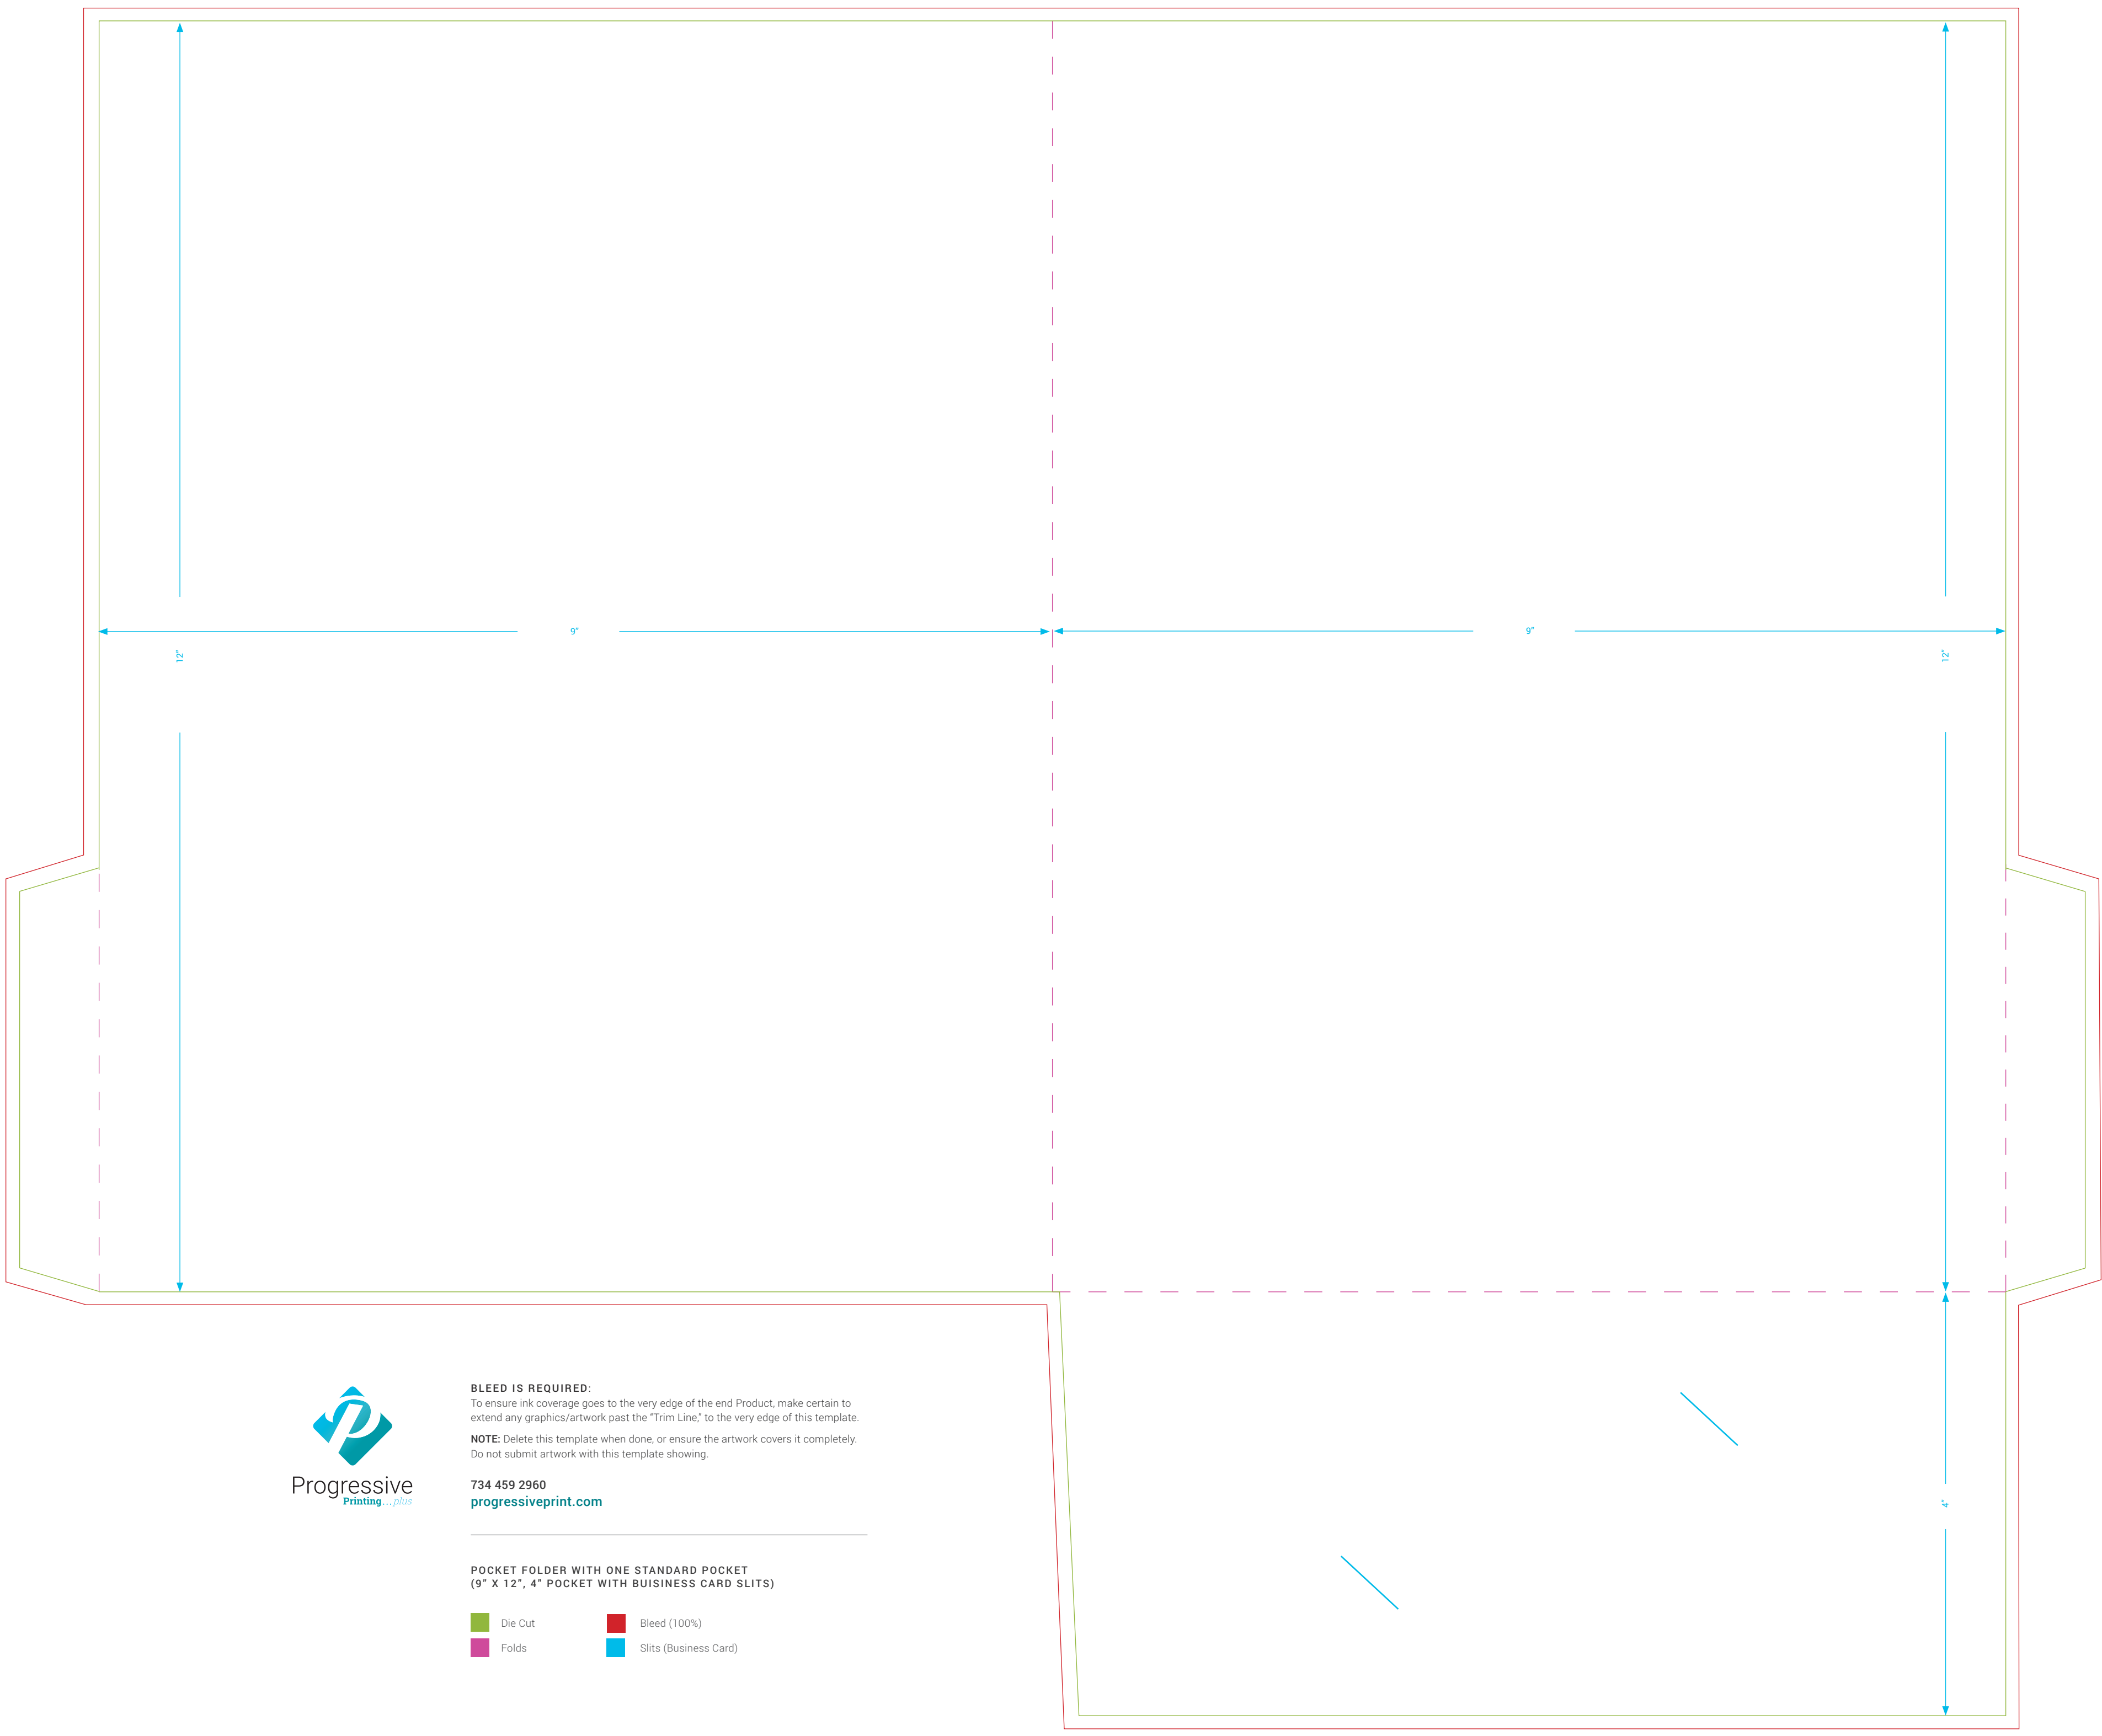 9”
9”
12”
12”
Progressive
Printing...plus
BLEED IS REQUIRED:
To ensure ink coverage goes to the very edge of the end Product, make certain to
extend any graphics/artwork past the “Trim Line,” to the very edge of this template.
NOTE: Delete this template when done, or ensure the artwork covers it completely.
Do not submit artwork with this template showing.
734 459 2960
progressiveprint.com
4”
POCKET FOLDER WITH ONE STANDARD POCKET
(9” X 12”, 4” POCKET WITH BUISINESS CARD SLITS)
Die Cut
Bleed (100%)
Folds
Slits (Business Card)